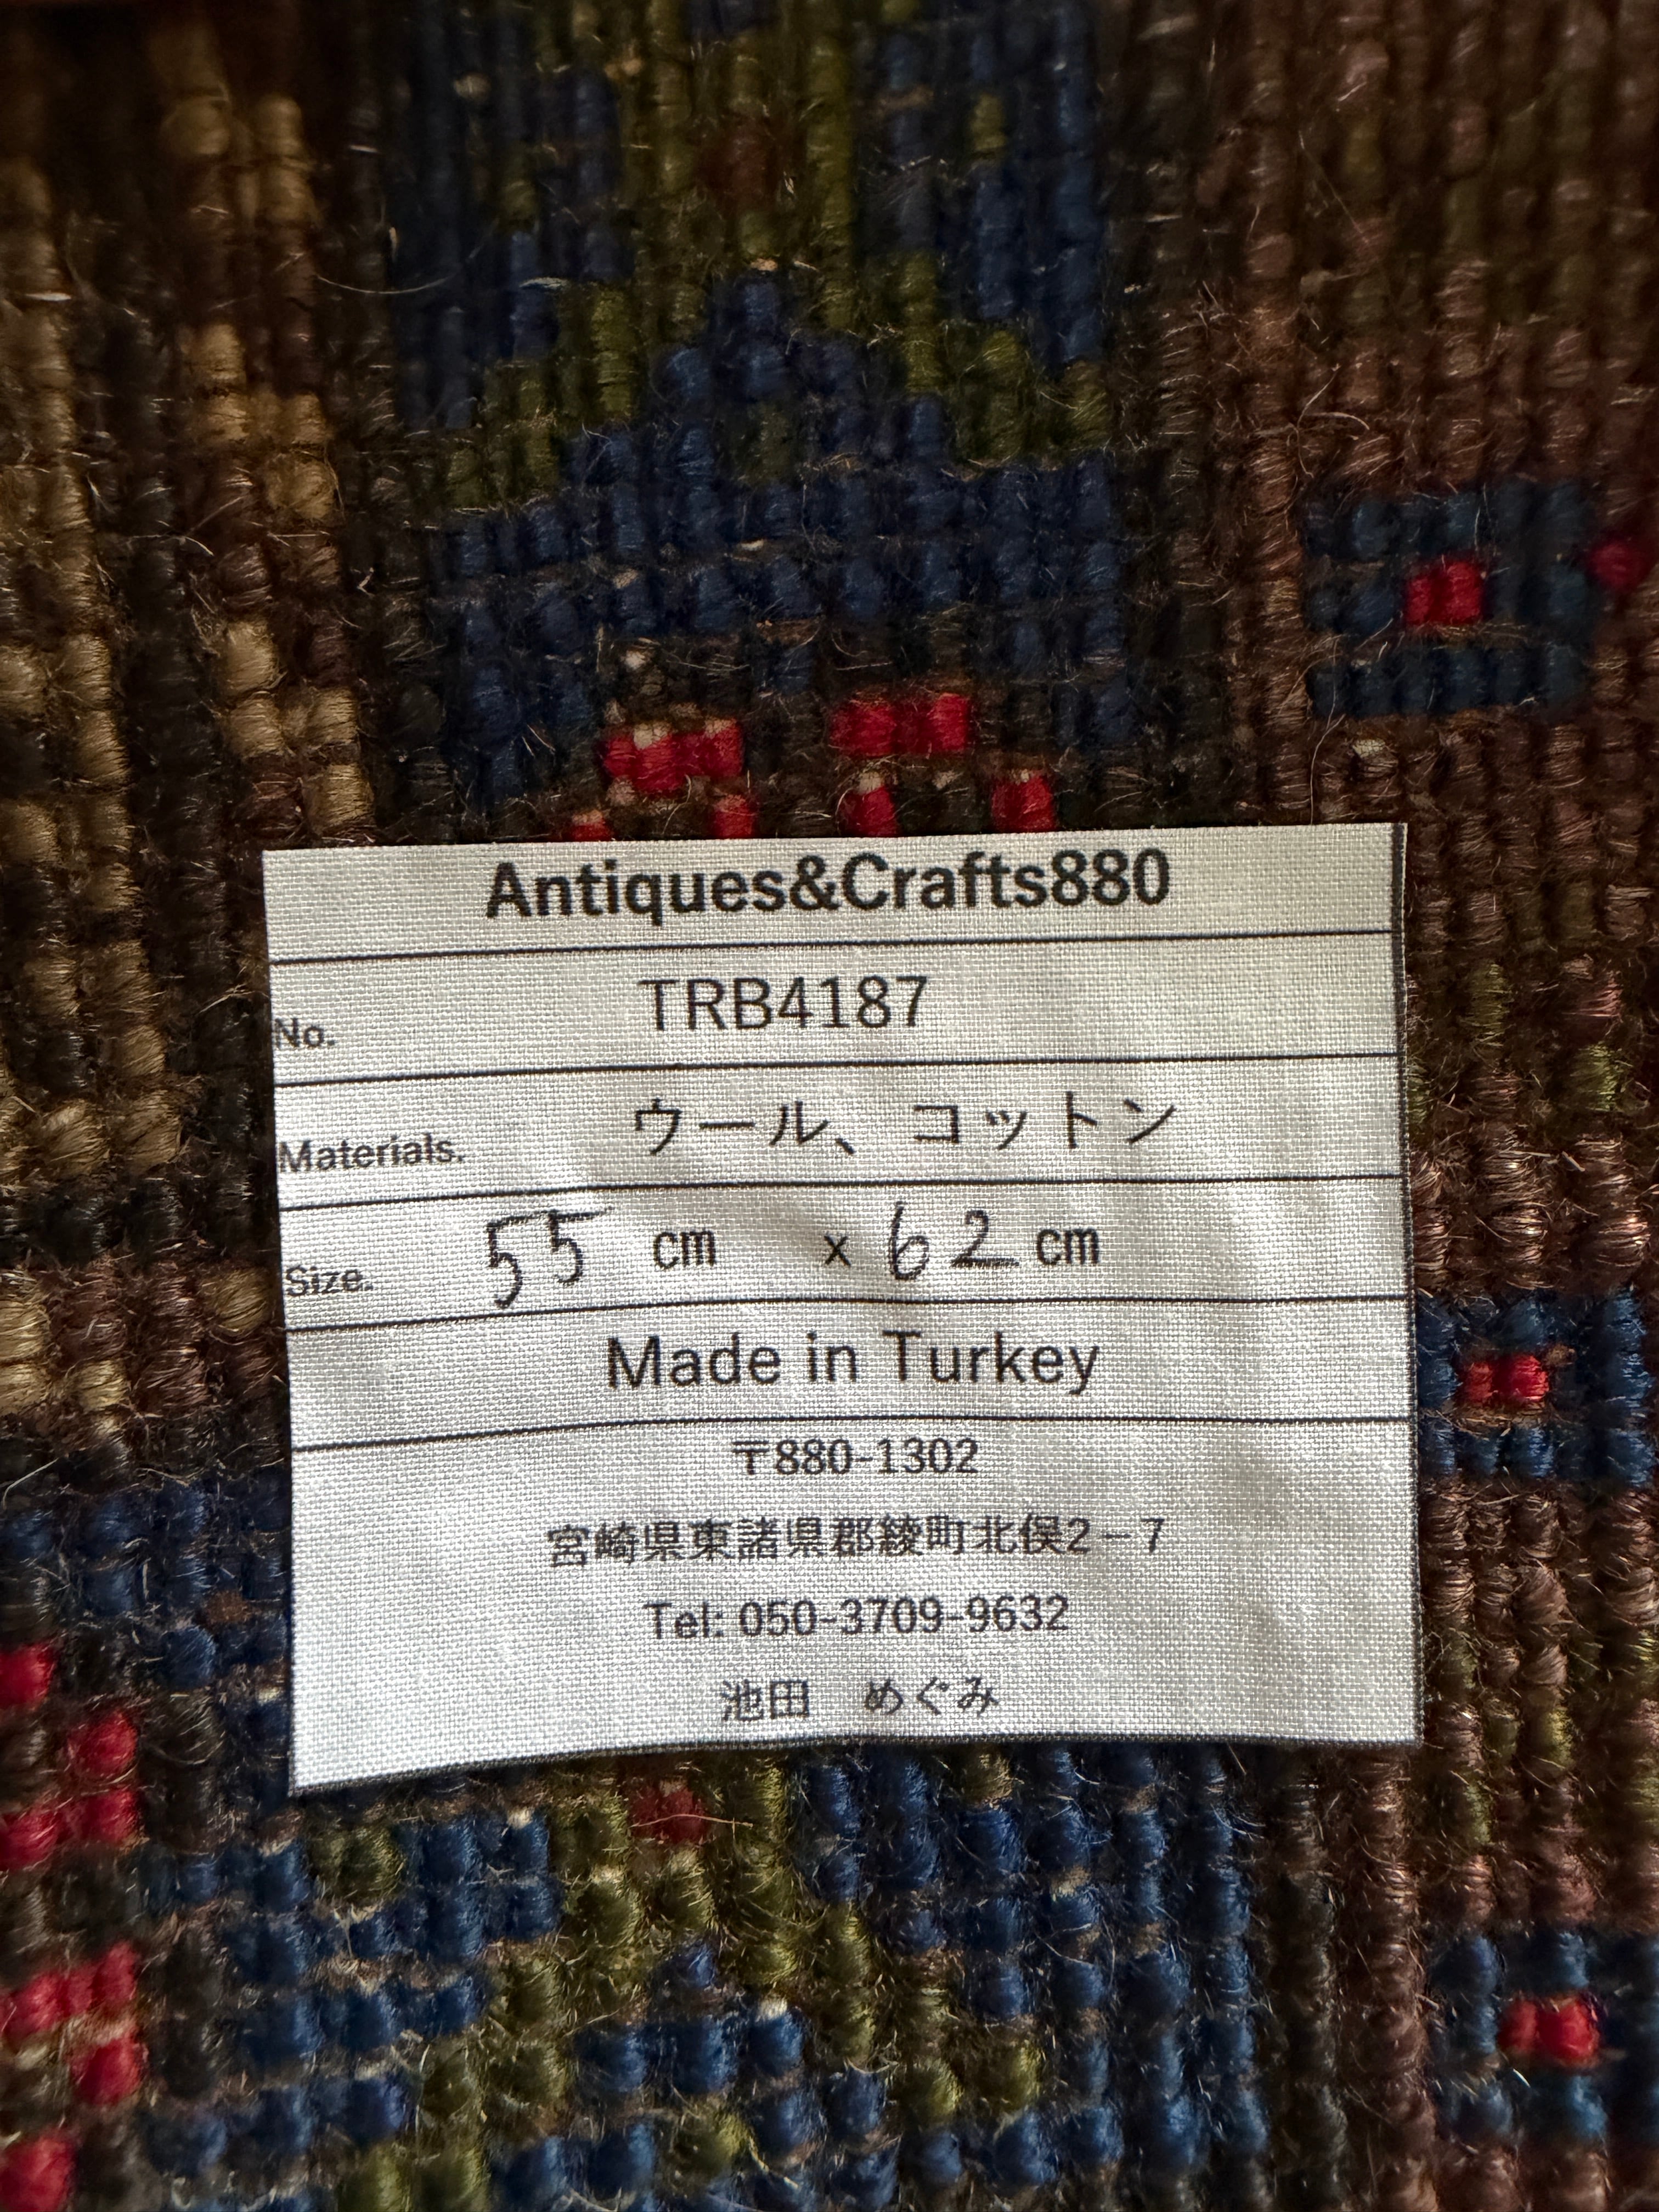 Antiques&Crafts880
No. TRB4187
Materials. ウール、コットン
Size. 55 cm x 62 cm
Made in Turkey
〒880-1302
宮崎県東諸県郡綾町北俣2－7
Tel: 050-3709-9632
池田　めぐみ